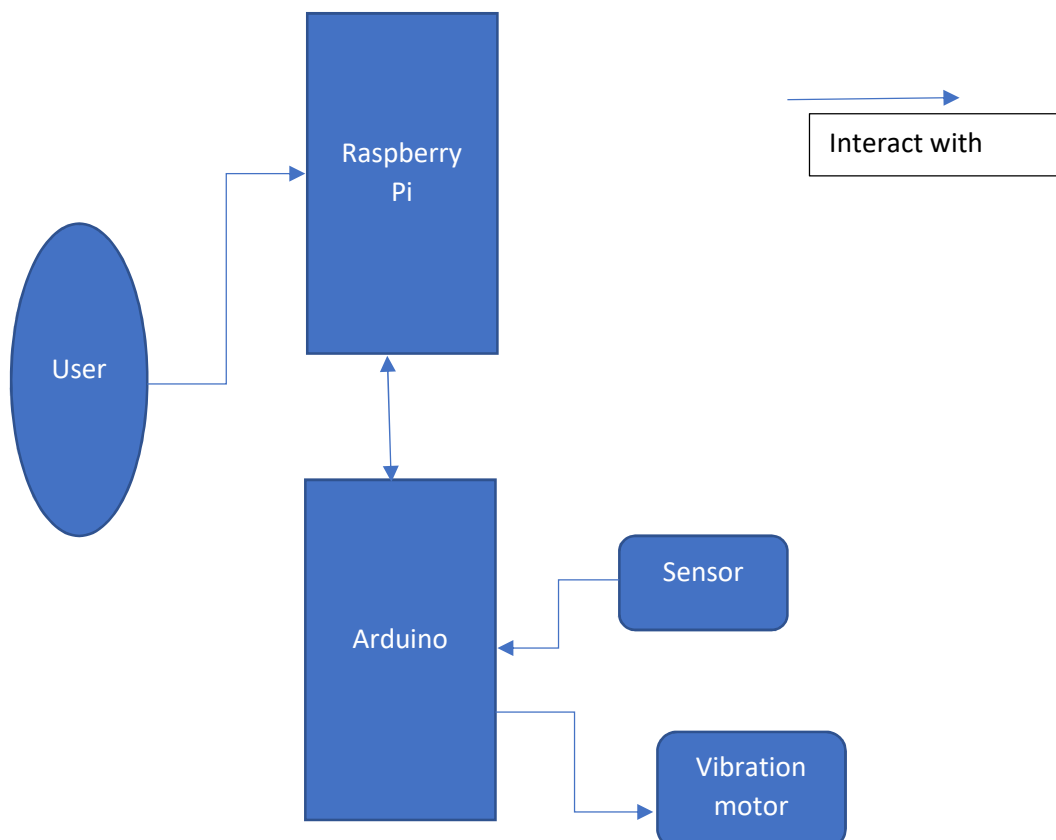 Raspberry
Pi
Interact with
User
Sensor
Arduino
Vibration
motor